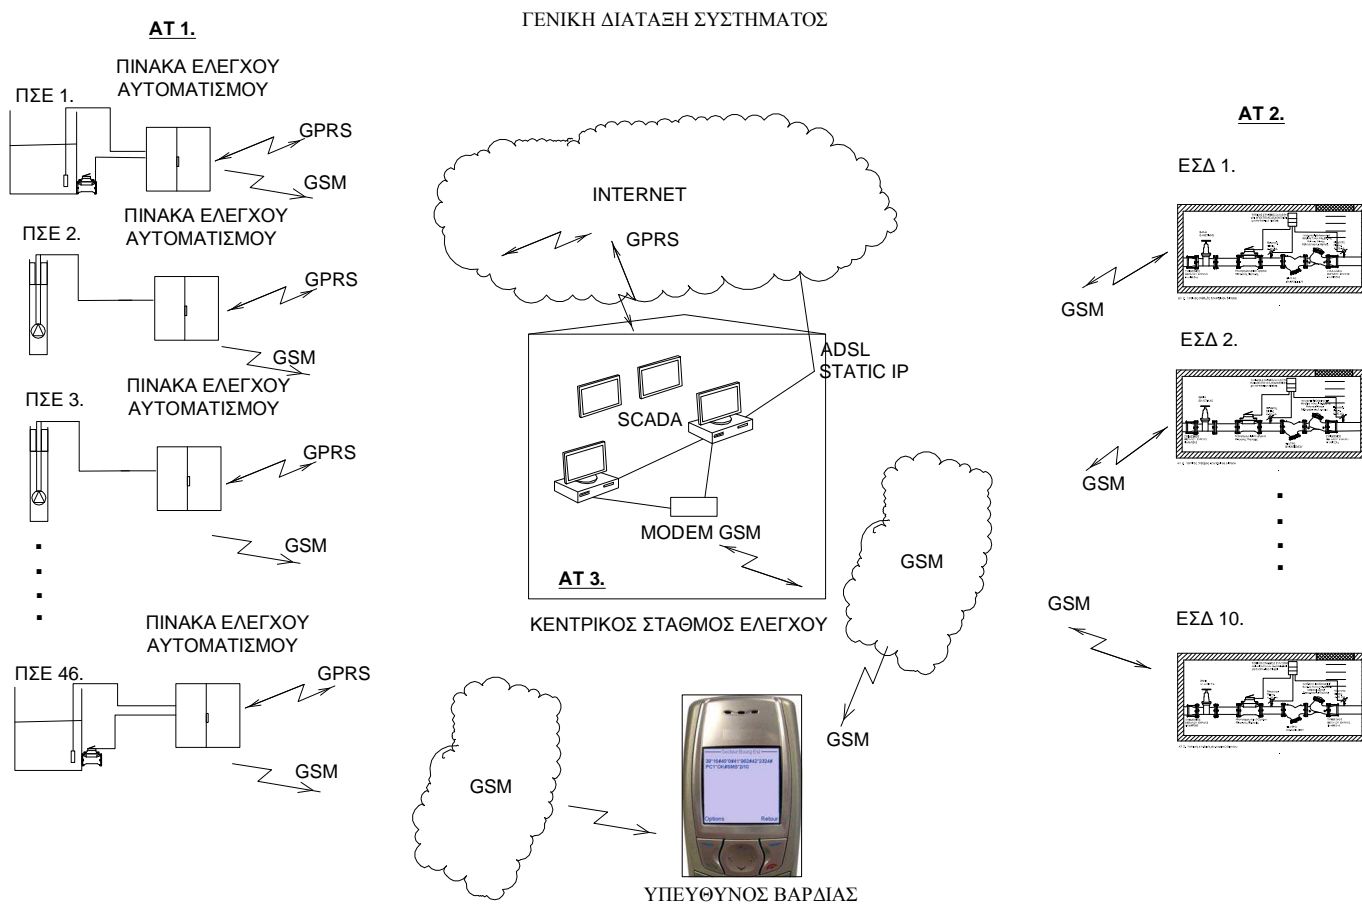 ΓΕΝΙΚΗ ΔΙΑΤΑΞΗ ΣΥΣΤΗΜΑΤΟΣ
ΑΤ 1.
ΠΙΝΑΚΑ ΕΛΕΓΧΟΥ
ΑΥΤΟΜΑΤΙΣΜΟΥ
ΠΣΕ 1.
GPRS
GSM
ΠΙΝΑΚΑ ΕΛΕΓΧΟΥ
ΑΥΤΟΜΑΤΙΣΜΟΥ
ΠΣΕ 2.
GPRS
GSM
ΠΙΝΑΚΑ ΕΛΕΓΧΟΥ
ΑΥΤΟΜΑΤΙΣΜΟΥ
ΠΣΕ 3.
GPRS
GSM
ΠΙΝΑΚΑ ΕΛΕΓΧΟΥ
ΑΥΤΟΜΑΤΙΣΜΟΥ
ΠΣΕ 46.
GPRS
GSM
INTERNET
GPRS
ADSL
STATIC IP
SCADA
MODEM GSM
ΑΤ 3.
ΚΕΝΤΡΙΚΟΣ ΣΤΑΘΜΟΣ ΕΛΕΓΧΟΥ
GSM
GSM
GSM
Options Retour
ΥΠΕΥΘΥΝΟΣ ΒΑΡΔΙΑΣ
ΑΤ 2.
ΕΣΔ 1.
GSM
ΕΣΔ 2.
GSM
GSM
ΕΣΔ 10.